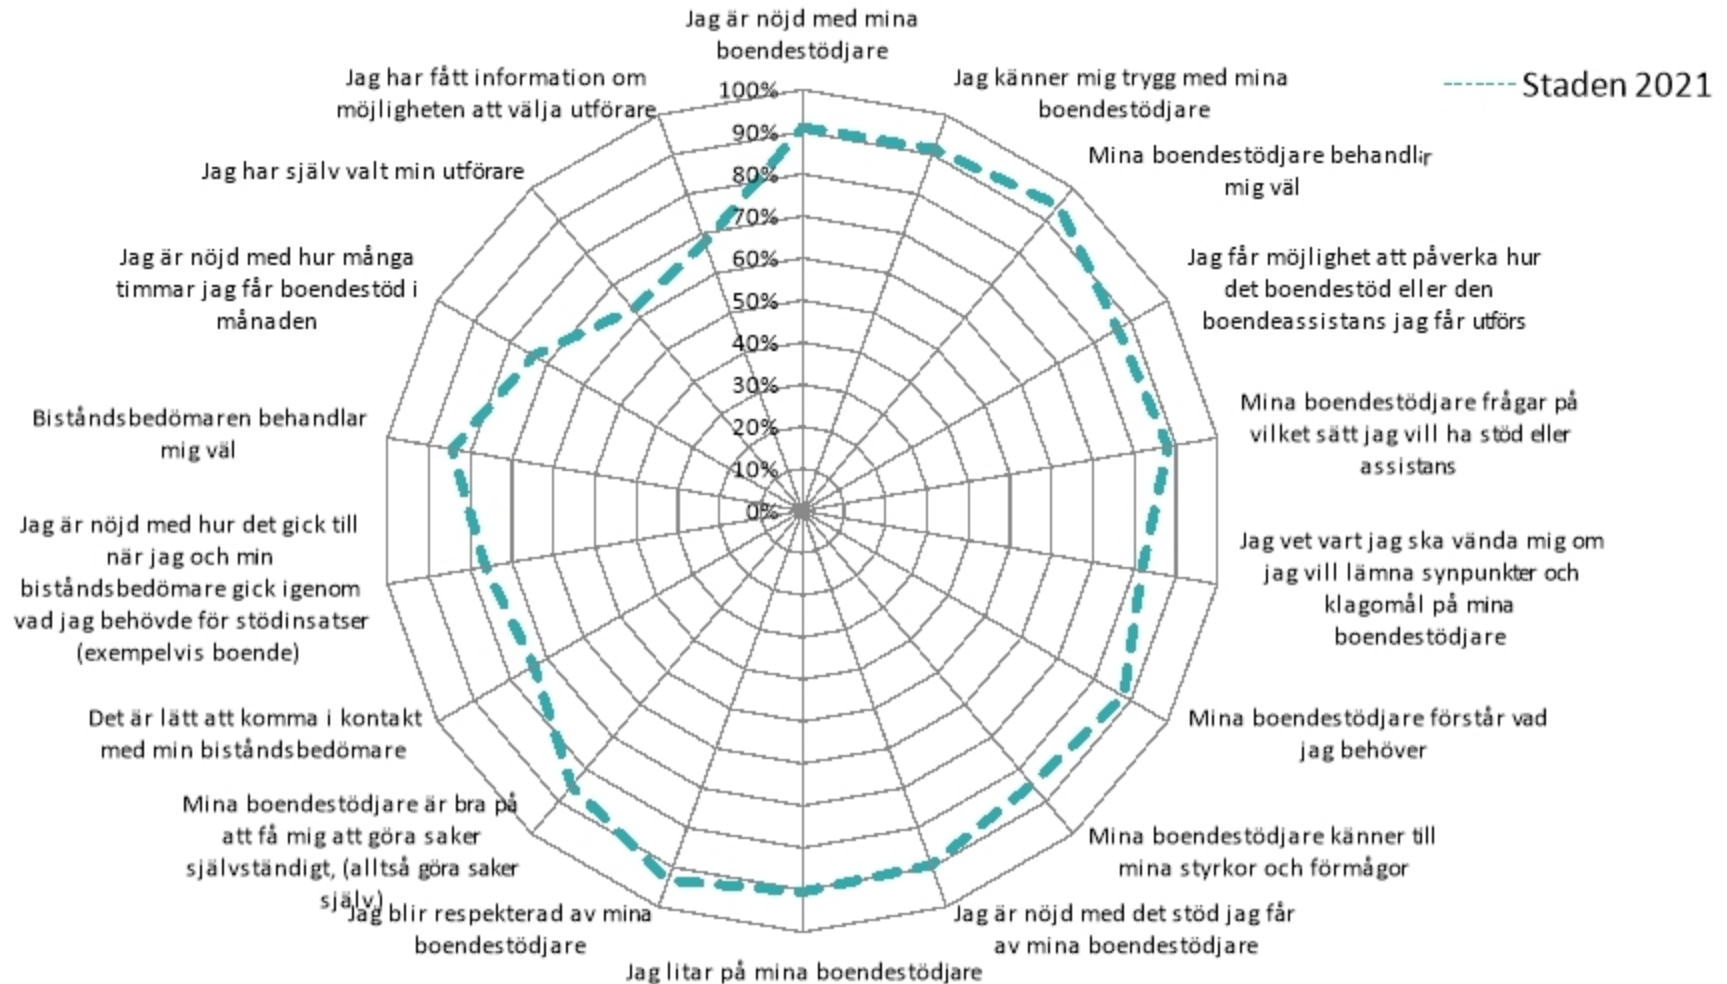 Jag är nöjd med mina
boendestödjare
Jag känner mig trygg med mina
boendestödjare
Mina boendestödjare behandlir
mig väl
Jag får möjlighet att påverka hur
det boendestöd eller den
boendeassistans jag får utförs
Mina boendestödjare frågar på
vilket sätt jag vill ha stöd eller
assistans
Jag vet vart jag ska vända mig om
jag vill lämna synpunkter och
klagomål på mina
boendestödjare
Mina boendestödjare förstår vad
jag behöver
Mina boendestödjare känner till
mina styrkor och förmågor
Jag är nöjd med det stöd jag får
av mina boendestödjare
Jag litar på mina boendestödjare
Jag blir respekterad av mina
boendestödjare
Mina boendestödjare är bra på
att få mig att göra saker
självständigt, (alltså göra saker
själv)
Det är lätt att komma i kontakt
med min biståndsbedömare
Jag är nöjd med hur det gick till
när jag och min
biståndsbedömare gick igenom
vad jag behövde för stödinsatser
(exempelvis boende)
Biståndsbedömaren behandlar
mig väl
Jag är nöjd med hur många
timmar jag får boendestöd i
månaden
Jag har själv valt min utförare
Jag har fått information om
möjligheten att välja utförare
100%
90%
80%
70%
60%
50%
40%
30%
20%
10%
0%
Staden 2021